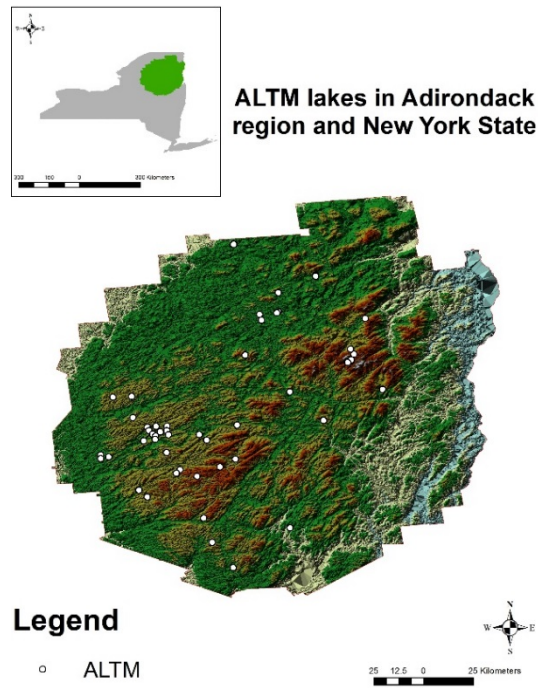 N
W E
S
ALTM lakes in Adirondack
region and New York State
300 150 0 300 Kilometers
Legend
ALTM
N
W E
S
25 12.5 0 25 Kilometers